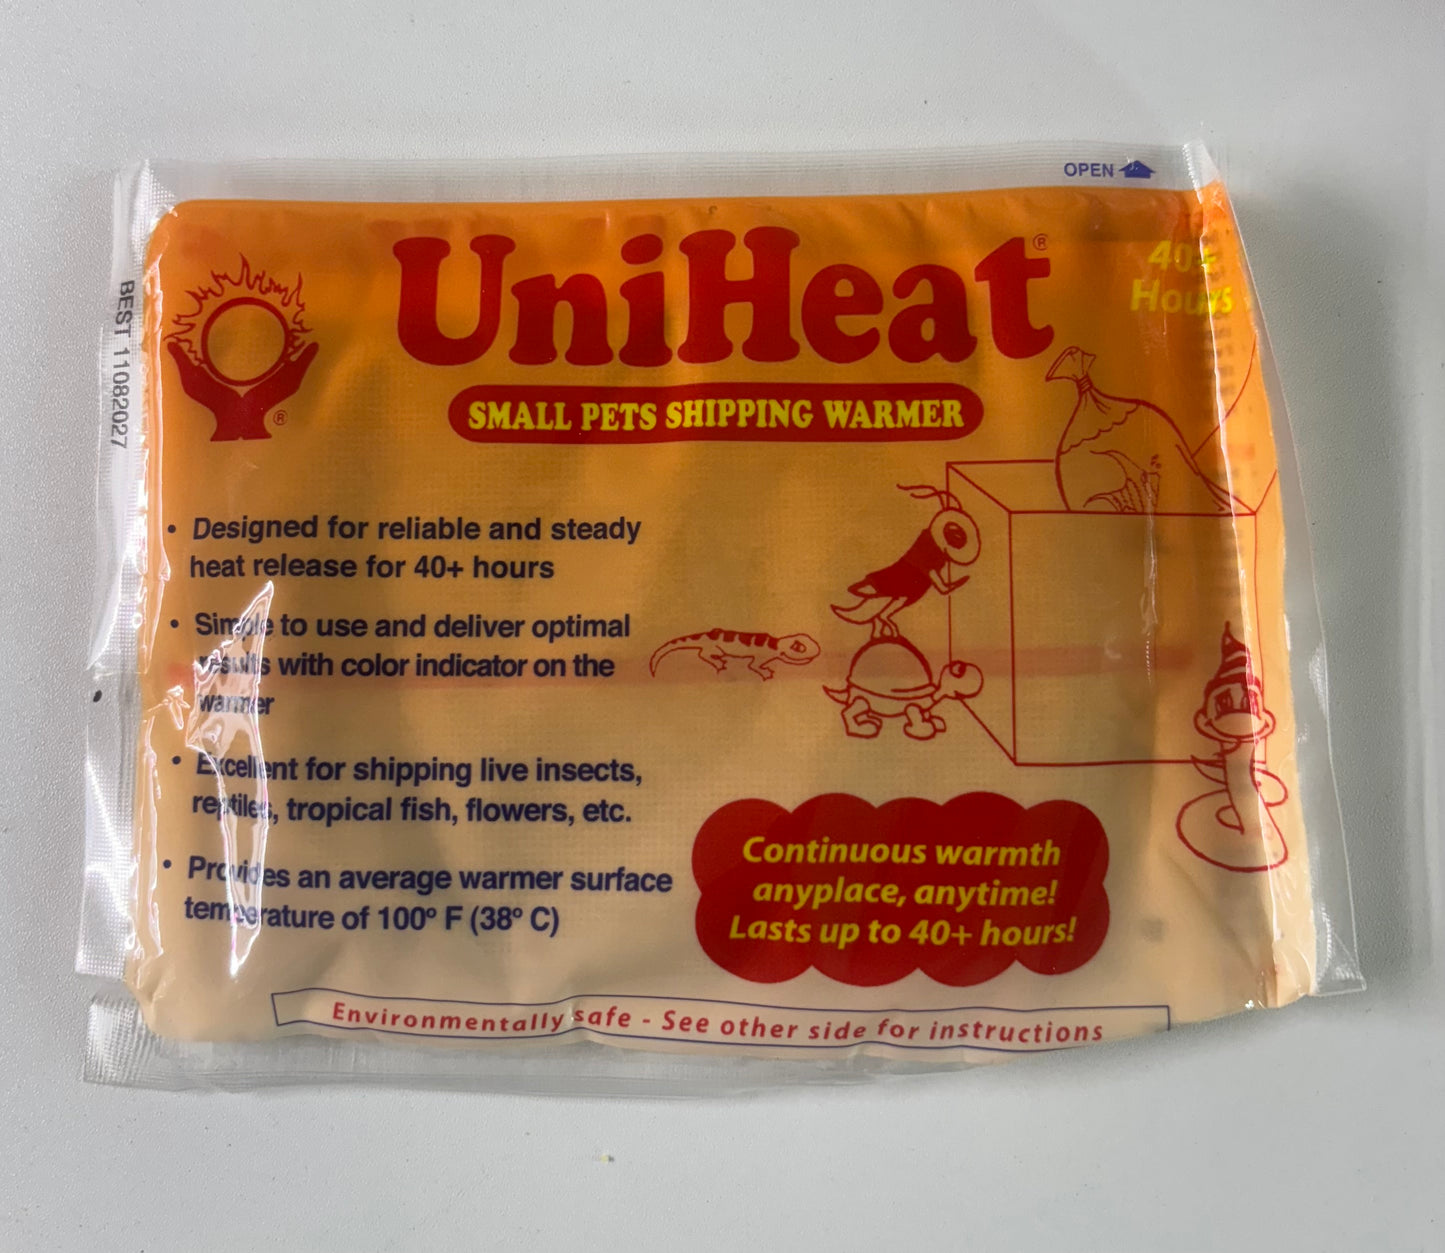 OPEN
BEST 11082027
UniHeat®
40+
Hours
®
SMALL PETS SHIPPING WARMER
• Designed for reliable and steady
heat release for 40+ hours
• Simple to use and deliver optimal
results with color indicator on the
warmer
• Excellent for shipping live insects,
reptiles, tropical fish, flowers, etc.
• Provides an average warmer surface
temperature of 100º F (38º C)
Continuous warmth
anyplace, anytime!
Lasts up to 40+ hours!
Environmentally safe - See other side for instructions